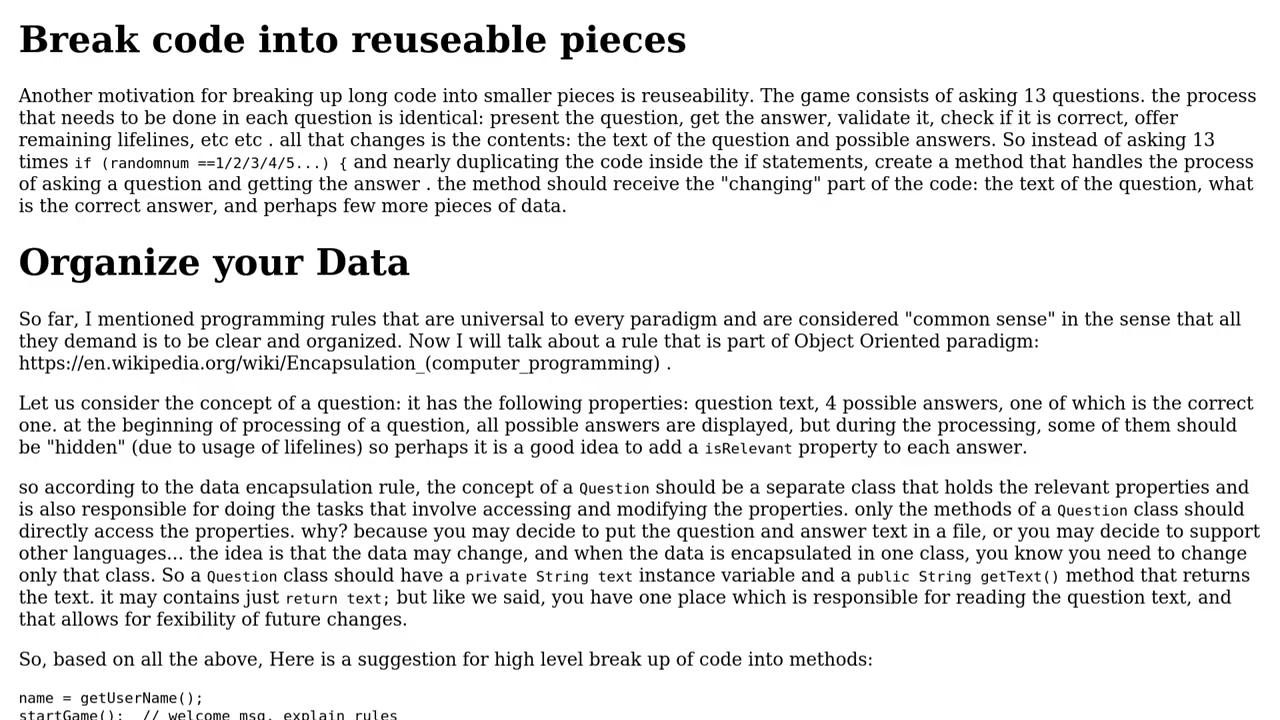 Break code into reuseable pieces
Another motivation for breaking up long code into smaller pieces is reuseability. The game consists of asking 13 questions. the process
that needs to be done in each question is identical: present the question, get the answer, validate it, check if it is correct, offer
remaining lifelines, etc etc . all that changes is the contents: the text of the question and possible answers. So instead of asking 13
times if (randomnum ==1/2/3/4/5...) { and nearly duplicating the code inside the if statements, create a method that handles the process
of asking a question and getting the answer . the method should receive the "changing" part of the code: the text of the question, what
is the correct answer, and perhaps few more pieces of data.
Organize your Data
So far, I mentioned programming rules that are universal to every paradigm and are considered "common sense" in the sense that all
they demand is to be clear and organized. Now I will talk about a rule that is part of Object Oriented paradigm:
https://en.wikipedia.org/wiki/Encapsulation_(computer_programming) .
Let us consider the concept of a question: it has the following properties: question text, 4 possible answers, one of which is the correct
one. at the beginning of processing of a question, all possible answers are displayed, but during the processing, some of them should
be "hidden" (due to usage of lifelines) so perhaps it is a good idea to add a isRelevant property to each answer.
so according to the data encapsulation rule, the concept of a Question should be a separate class that holds the relevant properties and
is also responsible for doing the tasks that involve accessing and modifying the properties. only the methods of a Question class should
directly access the properties. why? because you may decide to put the question and answer text in a file, or you may decide to support
other languages... the idea is that the data may change, and when the data is encapsulated in one class, you know you need to change
only that class. So a Question class should have a private String text instance variable and a public String getText() method that returns
the text. it may contains just return text; but like we said, you have one place which is responsible for reading the question text, and
that allows for fexibility of future changes.
So, based on all the above, Here is a suggestion for high level break up of code into methods:
name = getUserName();
startGame();  // welcome msg, explain rules